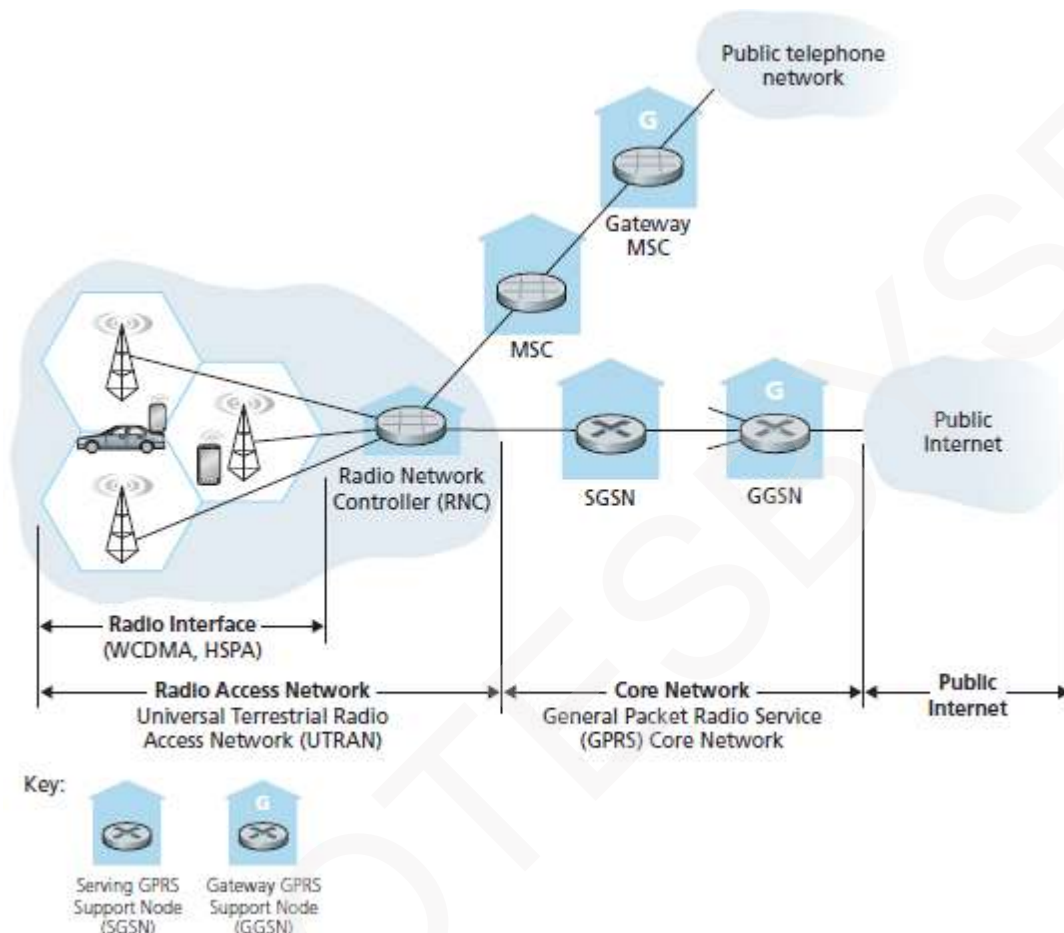 Public telephone
network
G
Gateway
MSC
MSC
G
Public
Internet
SGSN
GGSN
Radio Network
Controller (RNC)
Radio Interface
(WCDMA, HSPA)
Radio Access Network
Universal Terrestrial Radio
Access Network (UTRAN)
Core Network
General Packet Radio Service
(GPRS) Core Network
Public
Internet
Key:
G
Serving GPRS
Support Node
(SGSN)
Gateway GPRS
Support Node
(GGSN)
OTESBYS